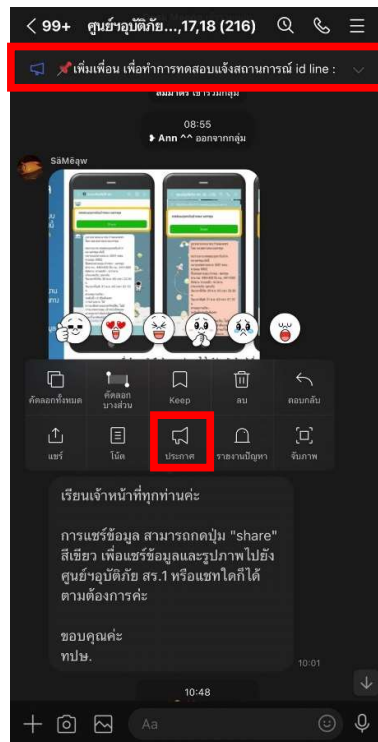 99+ ศูนย์ฯอุบัติภัย...,17,18 (216)
📌เพิ่มเพื่อน เพื่อทำการทดสอบแจ้งสถานการณ์ id line :
เข้าร่วมกลุ่ม
08:55
Ann ^^ ออกจากกลุ่ม
SäMëqw
คัดลอกทั้งหมด
คัดลอก
บางส่วน
Keep
ลบ
ตอบกลับ
แชร์
โน้ต
ประกาศ
รายงานปัญหา
จับภาพ
เรียนเจ้าหน้าที่ทุกท่านค่ะ
การแชร์ข้อมูล สามารถกดปุ่ม "share"
สีเขียว เพื่อแชร์ข้อมูลและรูปภาพไปยัง
ศูนย์ฯอุบัติภัย สร.1 หรือแชทใดก็ได้
ตามต้องการค่ะ
ขอบคุณค่ะ
ทปษ.
10:01
10:48
Aa